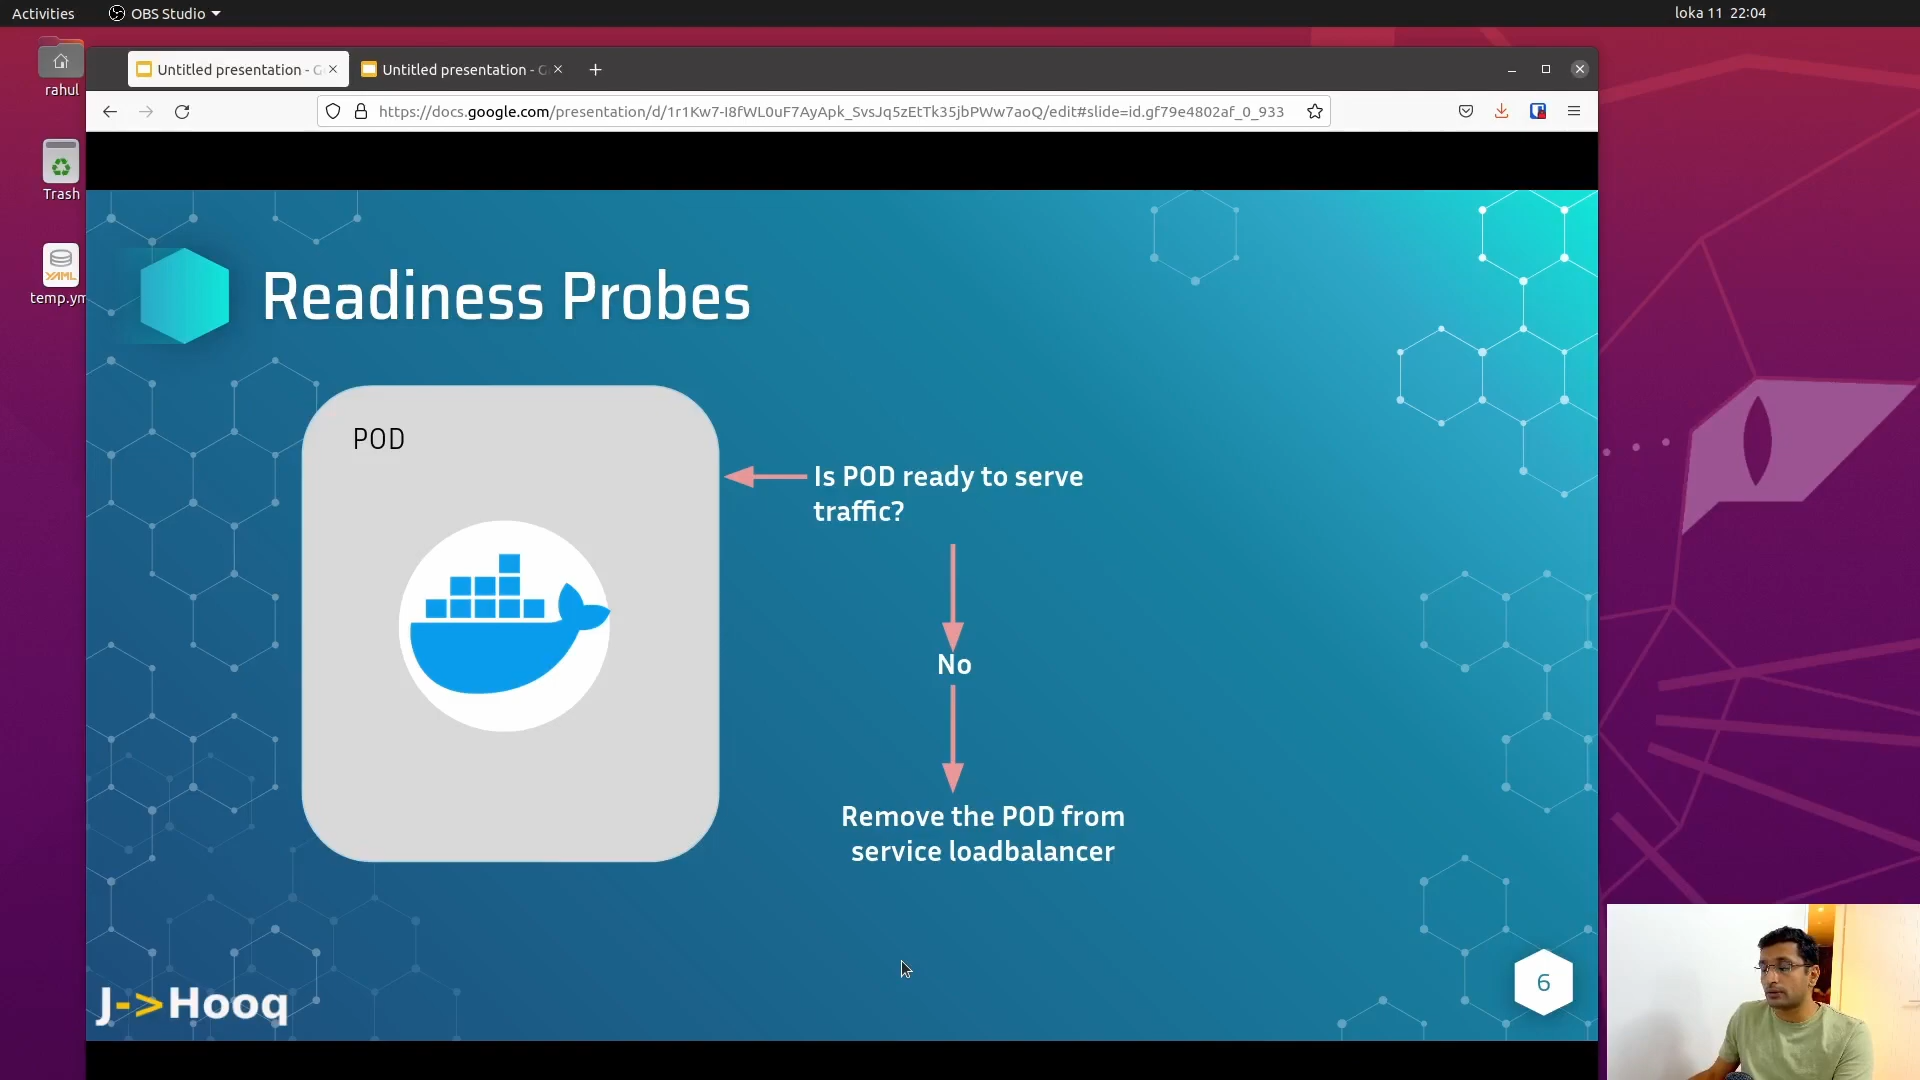 Activities
OBS Studio
loka 11 22:04
rahul
Trash
YAML
temp.ym
Untitled presentation - G
Untitled presentation - G
https://docs.google.com/presentation/d/1r1Kw7-I8fWL0uF7AyApk_SvsJq5zEtTk35jbPWw7aoQ/edit#slide=id.gf79e4802af_0_933
Readiness Probes
POD
Is POD ready to serve
traffic?
No
Remove the POD from
service loadbalancer
J->Hooq
6